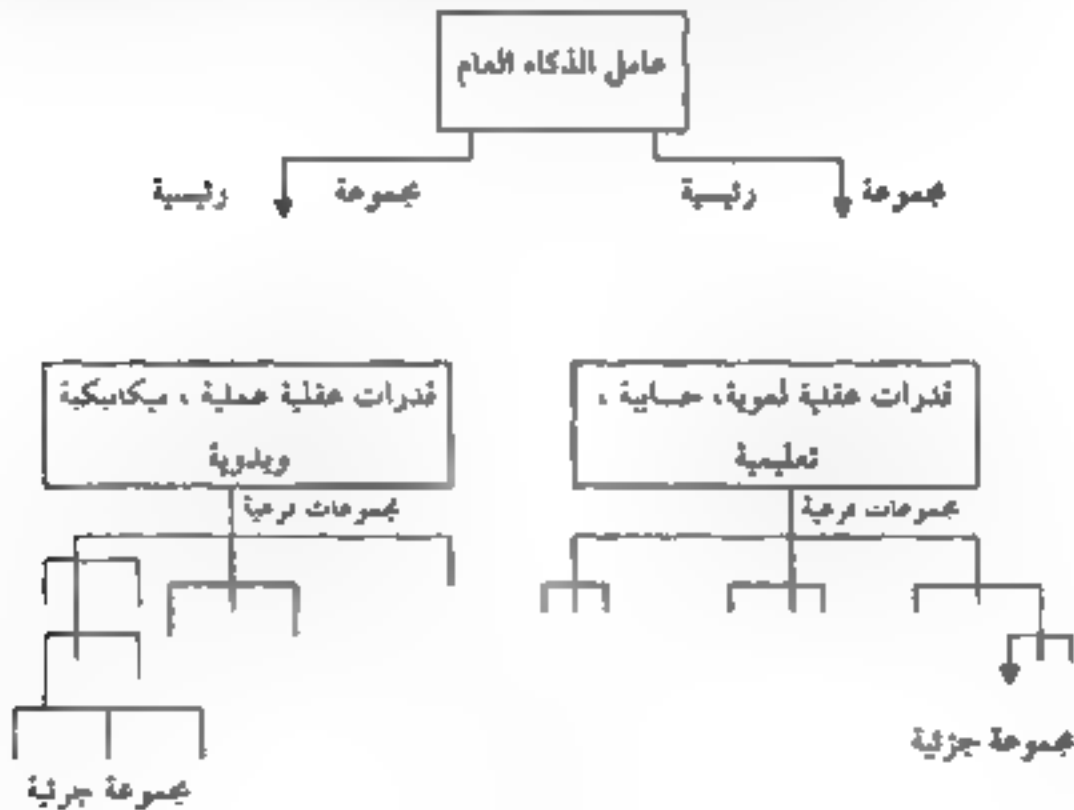 عامل الذكاء العام
مجموعة رئيسية مجموعة رئيسية
قدرات عقلية لغوية، حسابية ،
تعليمية
قدرات عقلية عملية ، ميكانيكية
ويدوية
مجموعات فرعية
مجموعات فرعية
مجموعة جزئية
مجموعة جزئية